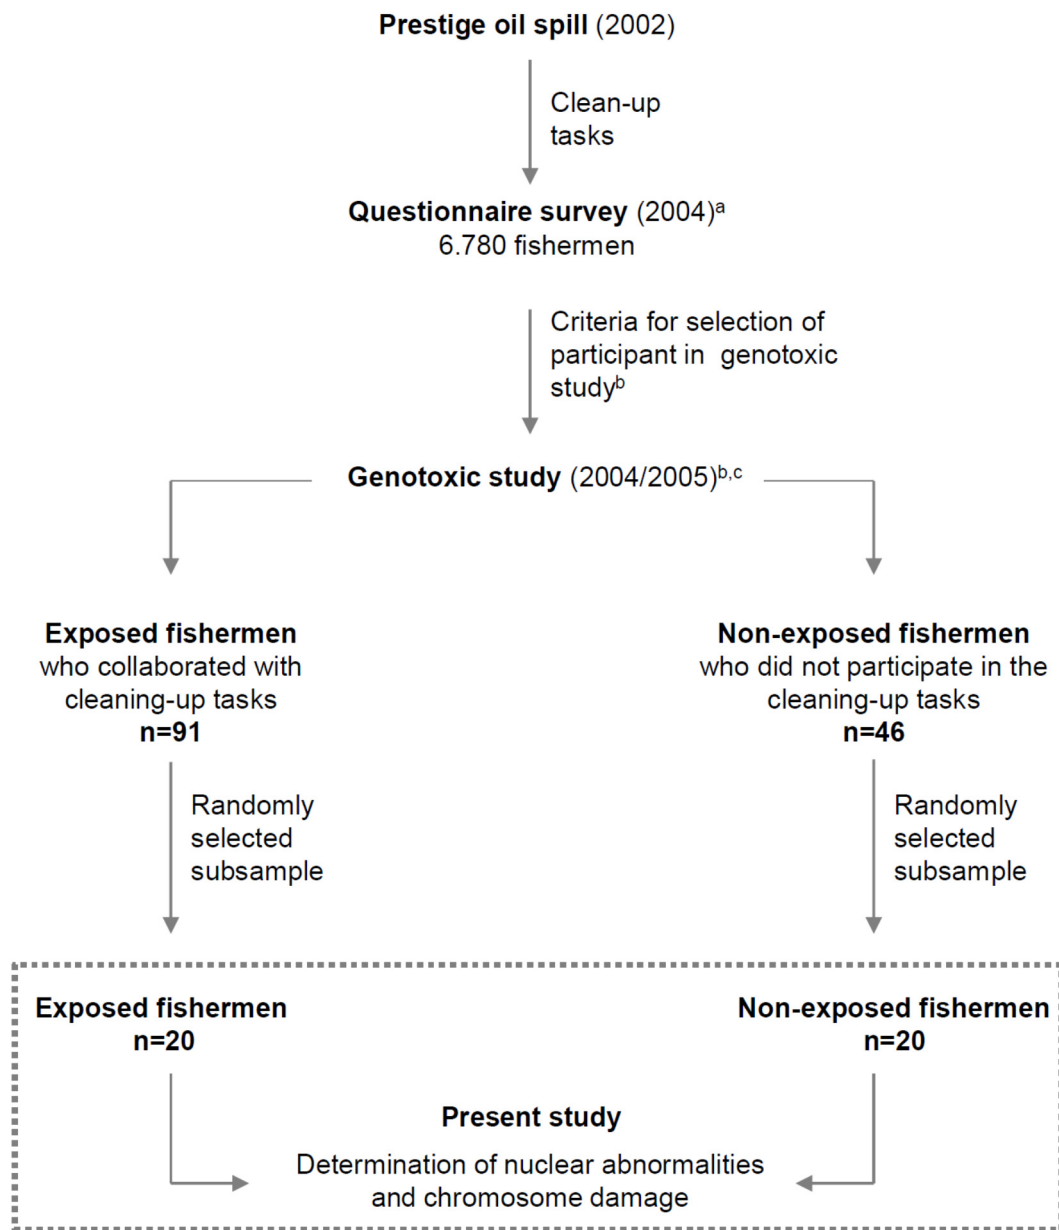 Prestige oil spill (2002)
Clean-up
tasks
Questionnaire survey (2004)ᵃ
6.780 fishermen
Criteria for selection of
participant in genotoxic
studyᵇ
Genotoxic study (2004/2005)ᵇ,ᶜ
Exposed fishermen
who collaborated with
cleaning-up tasks
n=91
Non-exposed fishermen
who did not participate in the
cleaning-up tasks
n=46
Randomly
selected
subsample
Randomly
selected
subsample
Exposed fishermen
n=20
Non-exposed fishermen
n=20
Present study
Determination of nuclear abnormalities
and chromosome damage